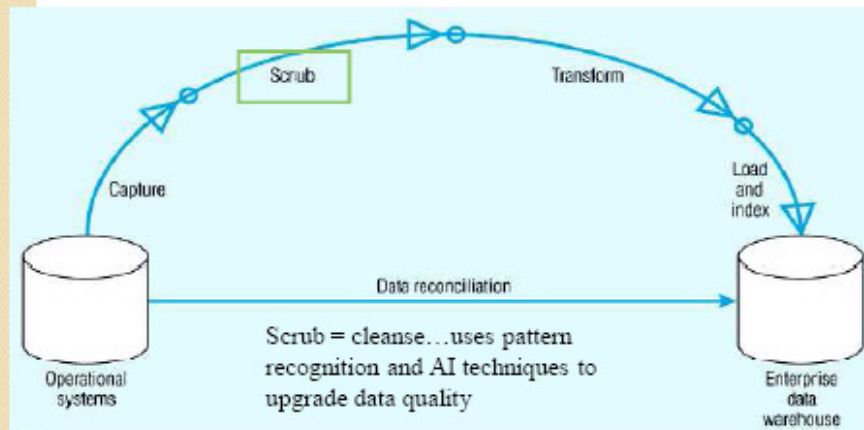 Scrub
Transform
Capture
Load
and
index
Data reconciliation
Scrub = cleanse…uses pattern
recognition and AI techniques to
upgrade data quality
Operational
systems
Enterprise
data
warehouse